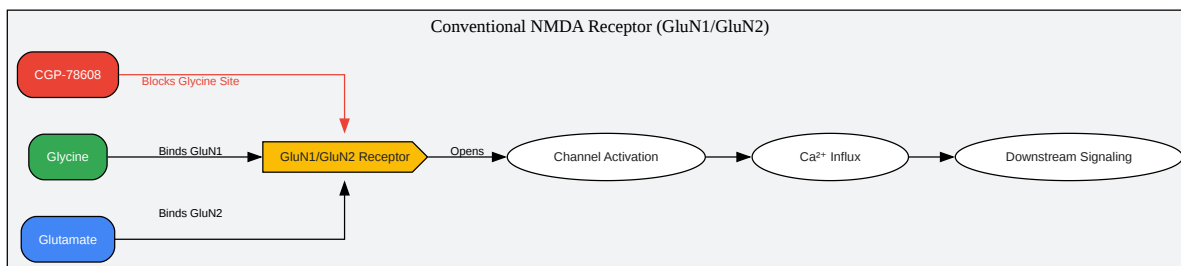 Conventional NMDA Receptor (GluN1/GluN2)
CGP-78608
Blocks Glycine Site
Glycine
Binds GluN1
GluN1/GluN2 Receptor
Opens
Channel Activation
Ca²⁺ Influx
Downstream Signaling
Binds GluN2
Glutamate